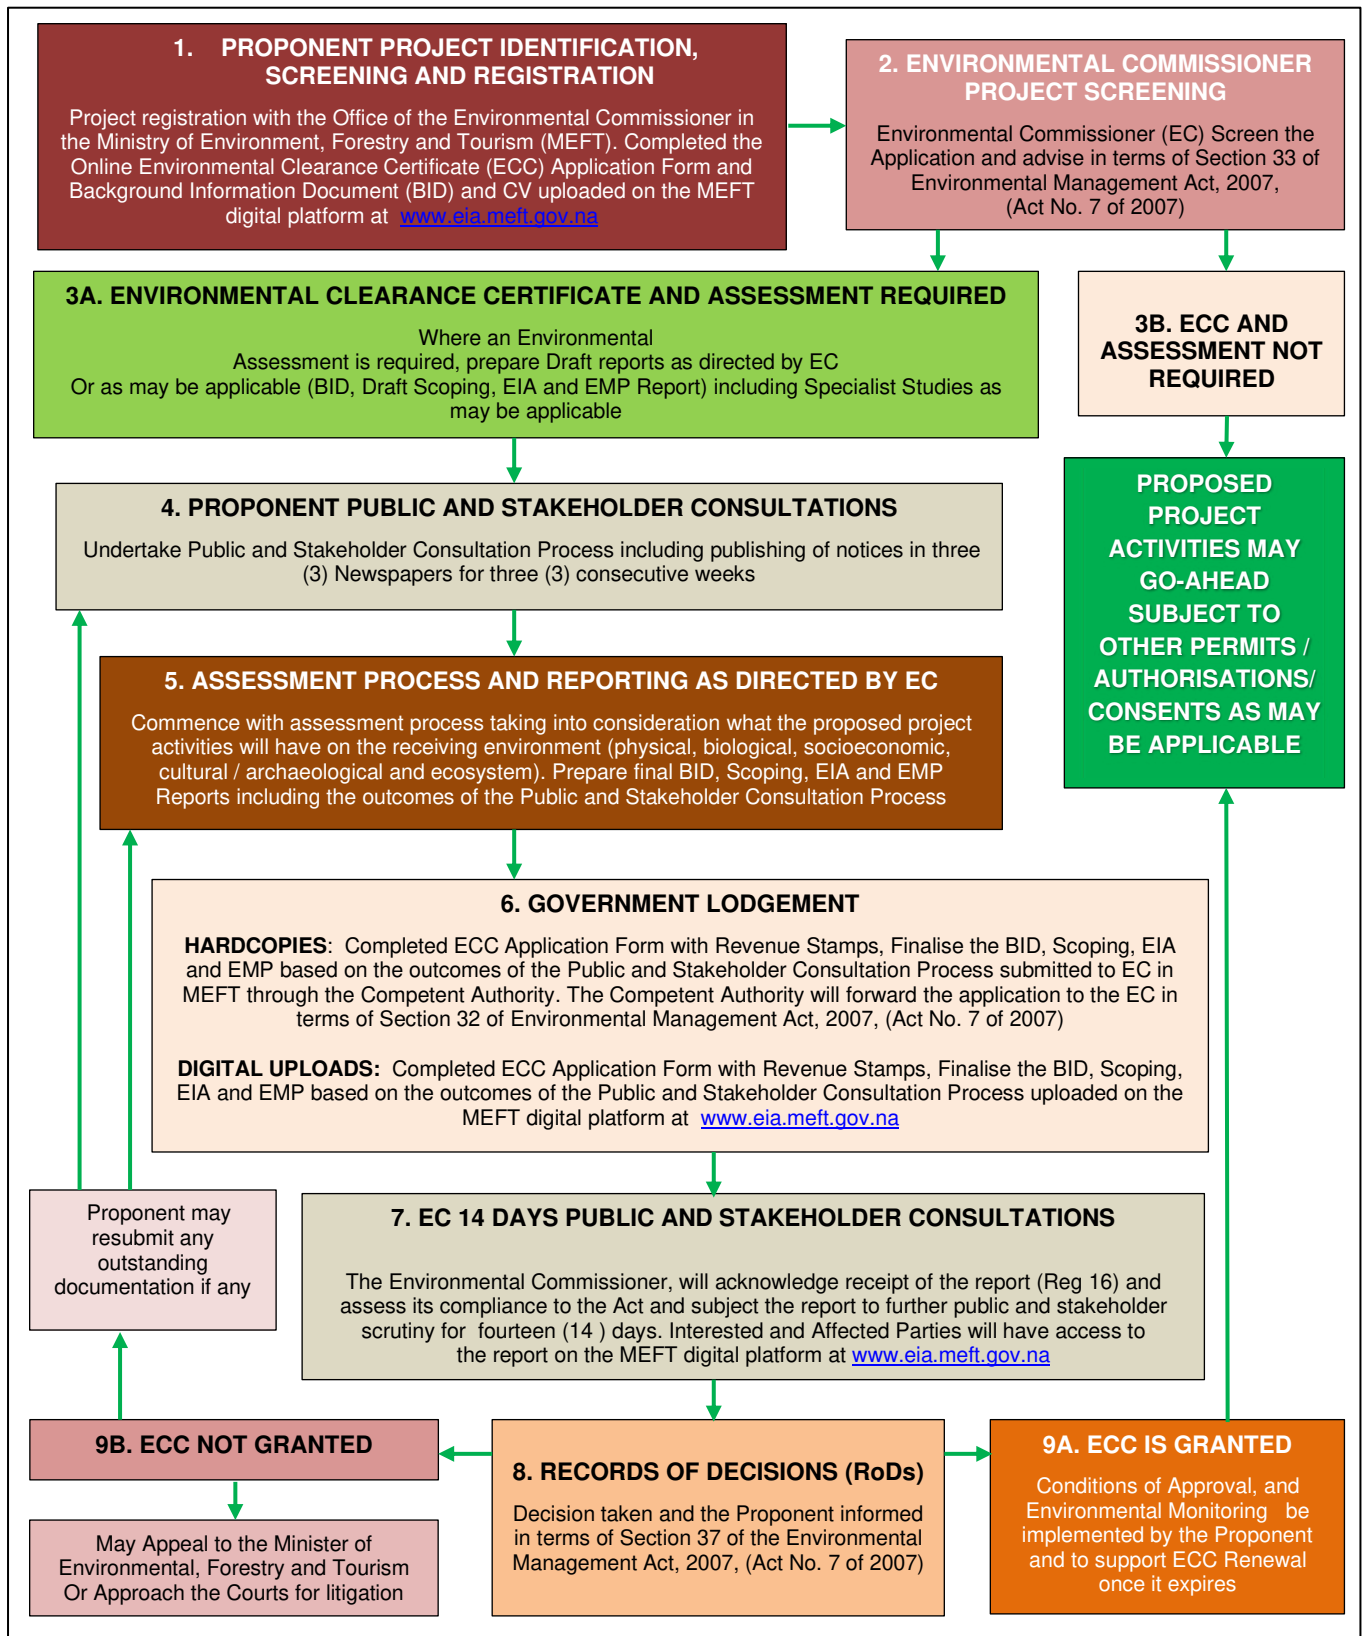 1. PROPONENT PROJECT IDENTIFICATION,
SCREENING AND REGISTRATION
Project registration with the Office of the Environmental Commissioner in
the Ministry of Environment, Forestry and Tourism (MEFT). Completed the
Online Environmental Clearance Certificate (ECC) Application Form and
Background Information Document (BID) and CV uploaded on the MEFT
digital platform at www.eia.meft.gov.na
2. ENVIRONMENTAL COMMISSIONER
PROJECT SCREENING
Environmental Commissioner (EC) Screen the
Application and advise in terms of Section 33 of
Environmental Management Act, 2007,
(Act No. 7 of 2007)
3A. ENVIRONMENTAL CLEARANCE CERTIFICATE AND ASSESSMENT REQUIRED
Where an Environmental
Assessment is required, prepare Draft reports as directed by EC
Or as may be applicable (BID, Draft Scoping, EIA and EMP Report) including Specialist Studies as
may be applicable
3B. ECC AND
ASSESSMENT NOT
REQUIRED
4. PROPONENT PUBLIC AND STAKEHOLDER CONSULTATIONS
Undertake Public and Stakeholder Consultation Process including publishing of notices in three
(3) Newspapers for three (3) consecutive weeks
PROPOSED
PROJECT
ACTIVITIES MAY
GO-AHEAD
SUBJECT TO
OTHER PERMITS /
AUTHORISATIONS/
CONSENTS AS MAY
BE APPLICABLE
5. ASSESSMENT PROCESS AND REPORTING AS DIRECTED BY EC
Commence with assessment process taking into consideration what the proposed project
activities will have on the receiving environment (physical, biological, socioeconomic,
cultural / archaeological and ecosystem). Prepare final BID, Scoping, EIA and EMP
Reports including the outcomes of the Public and Stakeholder Consultation Process
6. GOVERNMENT LODGEMENT
HARDCOPIES: Completed ECC Application Form with Revenue Stamps, Finalise the BID, Scoping, EIA
and EMP based on the outcomes of the Public and Stakeholder Consultation Process submitted to EC in
MEFT through the Competent Authority. The Competent Authority will forward the application to the EC in
terms of Section 32 of Environmental Management Act, 2007, (Act No. 7 of 2007)
DIGITAL UPLOADS: Completed ECC Application Form with Revenue Stamps, Finalise the BID, Scoping,
EIA and EMP based on the outcomes of the Public and Stakeholder Consultation Process uploaded on the
MEFT digital platform at www.eia.meft.gov.na
Proponent may
resubmit any
outstanding
documentation if any
7. EC 14 DAYS PUBLIC AND STAKEHOLDER CONSULTATIONS
The Environmental Commissioner, will acknowledge receipt of the report (Reg 16) and
assess its compliance to the Act and subject the report to further public and stakeholder
scrutiny for fourteen (14 ) days. Interested and Affected Parties will have access to
the report on the MEFT digital platform at www.eia.meft.gov.na
9B. ECC NOT GRANTED
May Appeal to the Minister of
Environmental, Forestry and Tourism
Or Approach the Courts for litigation
8. RECORDS OF DECISIONS (RoDs)
Decision taken and the Proponent informed
in terms of Section 37 of the Environmental
Management Act, 2007, (Act No. 7 of 2007)
9A. ECC IS GRANTED
Conditions of Approval, and
Environmental Monitoring be
implemented by the Proponent
and to support ECC Renewal
once it expires